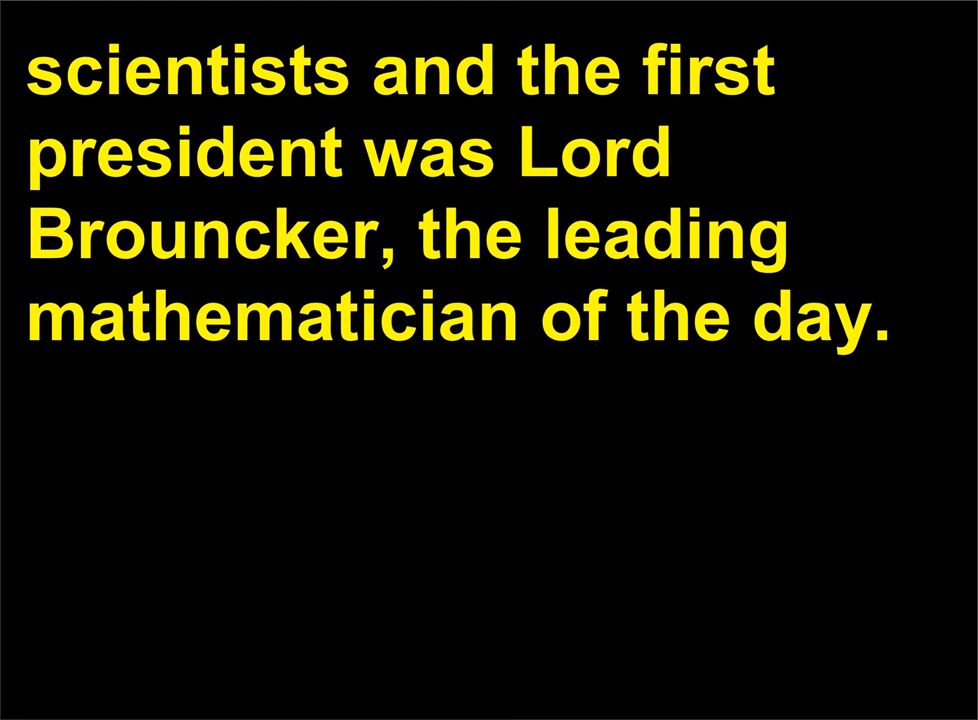 scientists and the first
president was Lord
Brouncker, the leading
mathematician of the day.